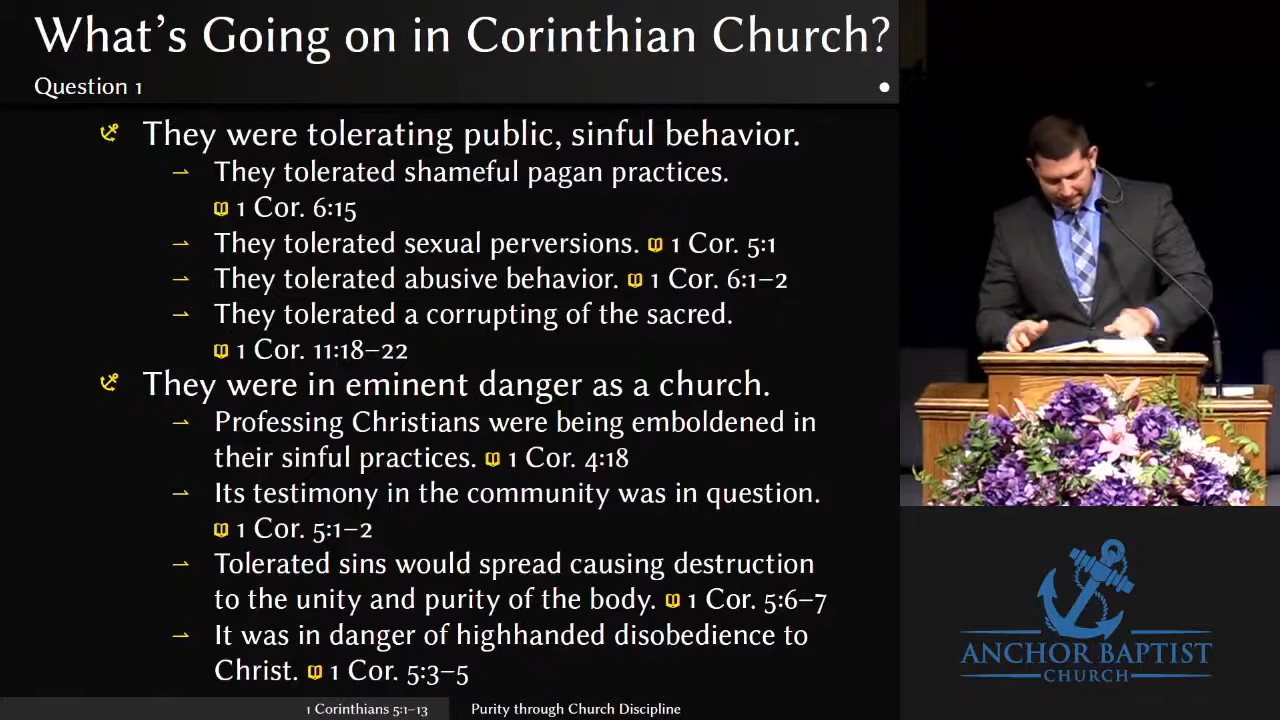 What's Going on in Corinthian Church?
Question 1
They were tolerating public, sinful behavior.
They tolerated shameful pagan practices.
1 Cor. 6:15
They tolerated sexual perversions. 1 Cor. 5:1
They tolerated abusive behavior. 1 Cor. 6:1–2
They tolerated a corrupting of the sacred.
1 Cor. 11:18–22
They were in eminent danger as a church.
Professing Christians were being emboldened in
their sinful practices. 1 Cor. 4:18
Its testimony in the community was in question.
1 Cor. 5:1–2
Tolerated sins would spread causing destruction
to the unity and purity of the body. 1 Cor. 5:6–7
It was in danger of highhanded disobedience to
Christ. 1 Cor. 5:3–5
1 Corinthians 5:1–13 Purity through Church Discipline
ANCHOR BAPTIST
CHURCH